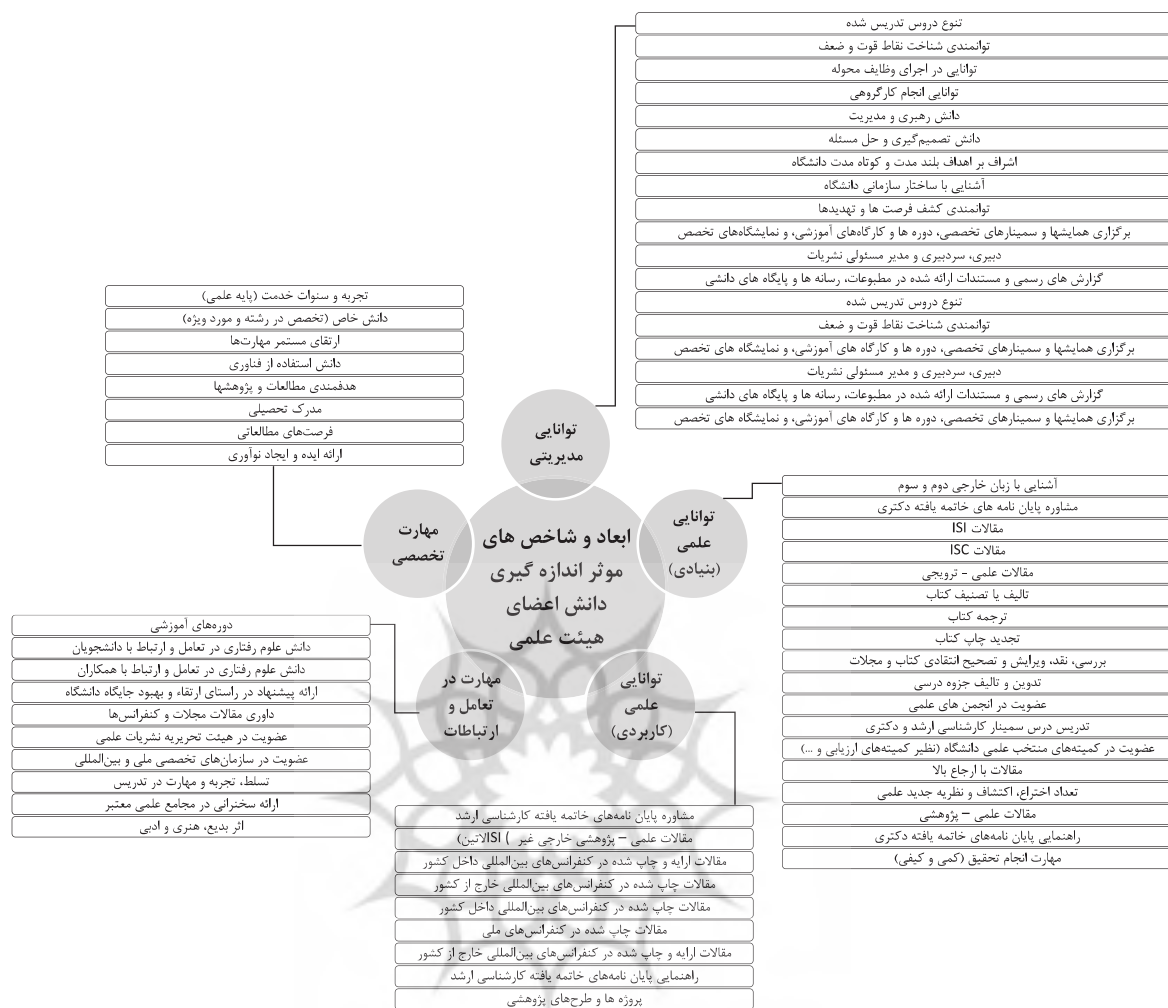 تنوع دروس تدریس شده
توانمندی شناخت نقاط قوت و ضعف
توانایی در اجرای وظایف محوله
توانایی انجام کارگروهی
دانش رهبری و مدیریت
دانش تصمیم‌گیری و حل مسئله
اشراف بر اهداف بلند مدت و کوتاه مدت دانشگاه
آشنایی با ساختار سازمانی دانشگاه
توانمندی کشف فرصت ها و تهدیدها
برگزاری همایشها و سمینارهای تخصصی، دوره ها و کارگاه‌های آموزشی، و نمایشگاه‌های تخصص
دبیری، سردبیری و مدیر مسئولی نشریات
گزارش های رسمی و مستندات ارائه شده در مطبوعات، رسانه ها و پایگاه های دانشی
تنوع دروس تدریس شده
توانمندی شناخت نقاط قوت و ضعف
برگزاری همایشها و سمینارهای تخصصی، دوره ها و کارگاه های آموزشی، و نمایشگاه های تخصص
دبیری، سردبیری و مدیر مسئولی نشریات
گزارش های رسمی و مستندات ارائه شده در مطبوعات، رسانه ها و پایگاه های دانشی
برگزاری همایشها و سمینارهای تخصصی، دوره ها و کارگاه های آموزشی، و نمایشگاه های تخصص
تجربه و سنوات خدمت (پایه علمی)
دانش خاص (تخصص در رشته و مورد ویژه)
ارتقای مستمر مهارت‌ها
دانش استفاده از فناوری
هدفمندی مطالعات و پژوهشها
مدرک تحصیلی
فرصت‌های مطالعاتی
ارائه ایده و ایجاد نوآوری
توانایی
مدیریتی
توانایی
علمی
(بنیادی)
مهارت
تخصصی
ابعاد و شاخص های
موثر اندازه گیری
دانش اعضای
هیئت علمی
توانایی
علمی
(کاربردی)
مهارت در
تعامل و
ارتباطات
آشنایی با زبان خارجی دوم و سوم
مشاوره پایان نامه های خاتمه یافته دکتری
مقالات ISI
مقالات ISC
مقالات علمی - ترویجی
تالیف یا تصنیف کتاب
ترجمه کتاب
تجدید چاپ کتاب
بررسی، نقد، ویرایش و تصحیح انتقادی کتاب و مجلات
تدوین و تالیف جزوه درسی
عضویت در انجمن های علمی
تدریس درس سمینار کارشناسی ارشد و دکتری
عضویت در کمیته‌های منتخب علمی دانشگاه (نظیر کمیته‌های ارزیابی و ...)
مقالات با ارجاع بالا
تعداد اختراع، اکتشاف و نظریه جدید علمی
مقالات علمی – پژوهشی
راهنمایی پایان نامه‌های خاتمه یافته دکتری
مهارت انجام تحقیق (کمی و کیفی)
دوره‌های آموزشی
دانش علوم رفتاری در تعامل و ارتباط با دانشجویان
دانش علوم رفتاری در تعامل و ارتباط با همکاران
ارائه پیشنهاد در راستای ارتقاء و بهبود جایگاه دانشگاه
داوری مقالات مجلات و کنفرانس‌ها
عضویت در هیئت تحریریه نشریات علمی
عضویت در سازمان‌های تخصصی ملی و بین‌المللی
تسلط، تجربه و مهارت در تدریس
ارائه سخنرانی در مجامع علمی معتبر
اثر بدیع، هنری و ادبی
مشاوره پایان نامه‌های خاتمه یافته کارشناسی ارشد
مقالات علمی – پژوهشی خارجی غیر ( ISIلاتین)
مقالات ارایه و چاپ شده در کنفرانس‌های بین‌المللی داخل کشور
مقالات چاپ شده در کنفرانس‌های بین‌المللی خارج از کشور
مقالات چاپ شده در کنفرانس‌های بین‌المللی داخل کشور
مقالات چاپ شده در کنفرانس‌های ملی
مقالات ارایه و چاپ شده در کنفرانس‌های بین‌المللی خارج از کشور
راهنمایی پایان نامه‌های خاتمه یافته کارشناسی ارشد
پروژه ها و طرح‌های پژوهشی